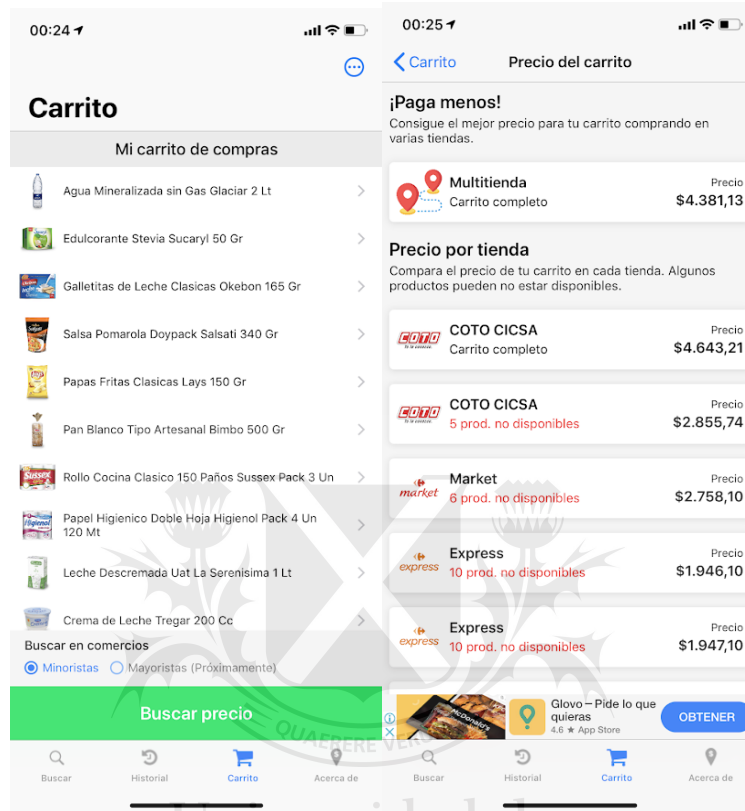 00:24
Carrito
Mi carrito de compras
Agua Mineralizada sin Gas Glaciar 2 Lt
Edulcorante Stevia Sucaryl 50 Gr
Galletitas de Leche Clasicas Okebon 165 Gr
Salsa Pomarola Doypack Salsati 340 Gr
Papas Fritas Clasicas Lays 150 Gr
Pan Blanco Tipo Artesanal Bimbo 500 Gr
Sussex
Rollo Cocina Clasico 150 Paños Sussex Pack 3 Un
Higienol
Papel Higienico Doble Hoja Higienol Pack 4 Un
120 Mt
Leche Descremada Uat La Serenisima 1 Lt
Crema de Leche Tregar 200 Cc
Buscar en comercios
Minoristas
Mayoristas (Próximamente)
Buscar precio
Buscar
Historial
Carrito
Acerca de
00:25
Carrito
Precio del carrito
¡Paga menos!
Consigue el mejor precio para tu carrito comprando en
varias tiendas.
Multitienda
Carrito completo
Precio
$4.381,13
Precio por tienda
Compara el precio de tu carrito en cada tienda. Algunos
productos pueden no estar disponibles.
COTO
COTO CICSA
Carrito completo
Precio
$4.643,21
COTO
COTO CICSA
5 prod. no disponibles
Precio
$2.855,74
market
Market
6 prod. no disponibles
Precio
$2.758,10
express
Express
10 prod. no disponibles
Precio
$1.946,10
express
Express
10 prod. no disponibles
Precio
$1.947,10
McDonald's
Glovo – Pide lo que
quieras
4.6 ★ App Store
OBTENER
Buscar
Historial
Carrito
Acerca de
QUAERERE